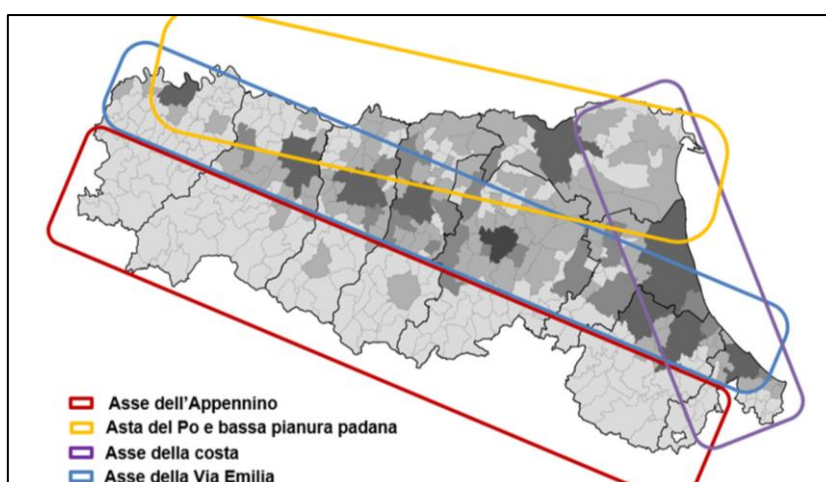 Asse dell'Appennino
Asta del Po e bassa pianura padana
Asse della costa
Asse della Via Emilia